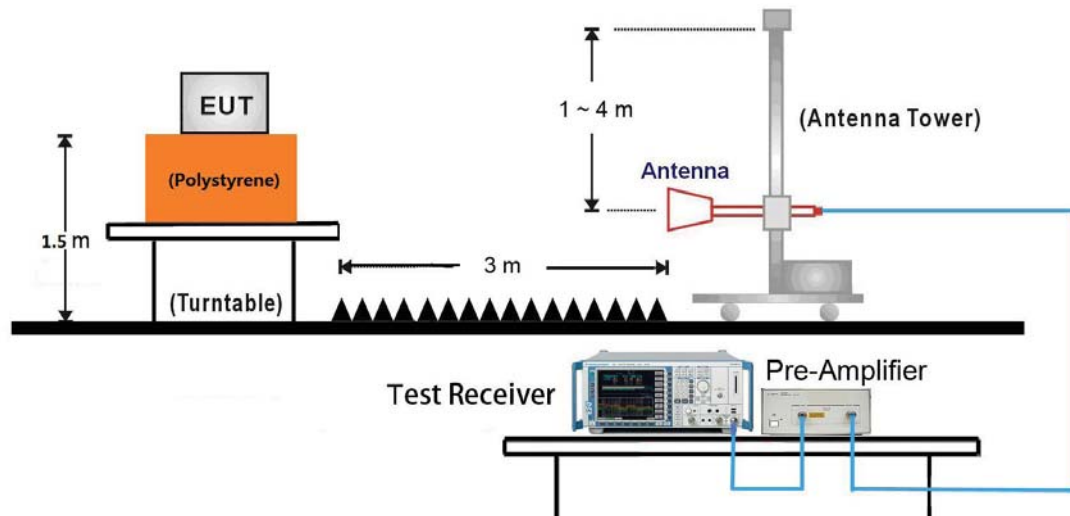 EUT
(Polystyrene)
1.5 m
(Turntable)
3 m
1 ~ 4 m
Antenna
(Antenna Tower)
Test Receiver
Pre-Amplifier